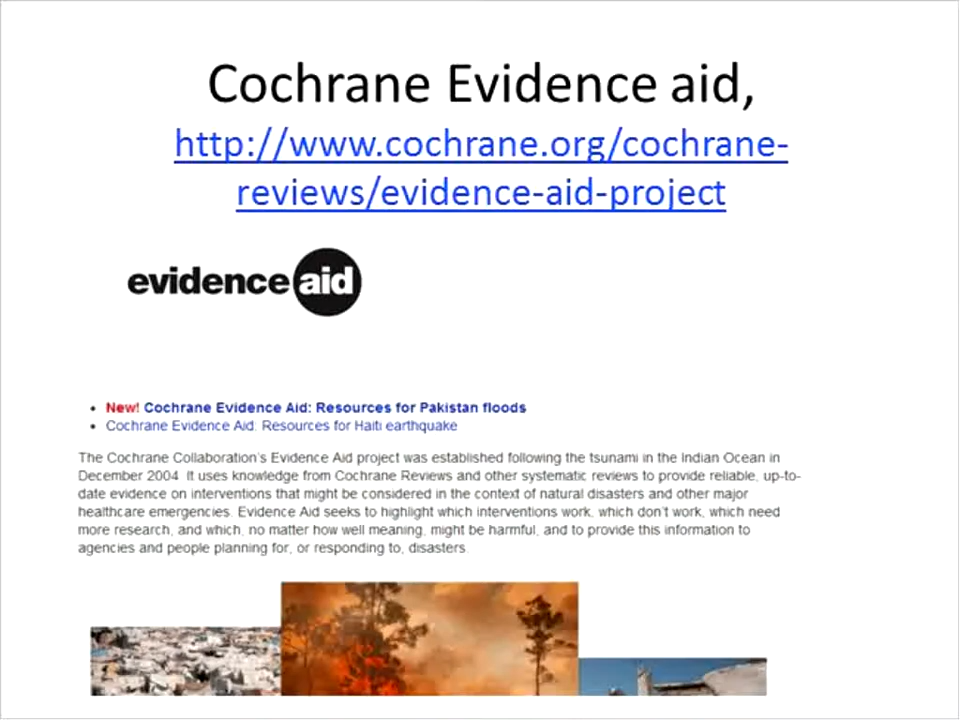 Cochrane Evidence aid,
http://www.cochrane.org/cochrane-
reviews/evidence-aid-project
evidence aid
• New! Cochrane Evidence Aid: Resources for Pakistan floods
• Cochrane Evidence Aid: Resources for Haiti earthquake
The Cochrane Collaboration's Evidence Aid project was established following the tsunami in the Indian Ocean in
December 2004. It uses knowledge from Cochrane Reviews and other systematic reviews to provide reliable, up-to-
date evidence on interventions that might be considered in the context of natural disasters and other major
healthcare emergencies. Evidence Aid seeks to highlight which interventions work, which don't work, which need
more research, and which, no matter how well meaning, might be harmful, and to provide this information to
agencies and people planning for, or responding to, disasters.